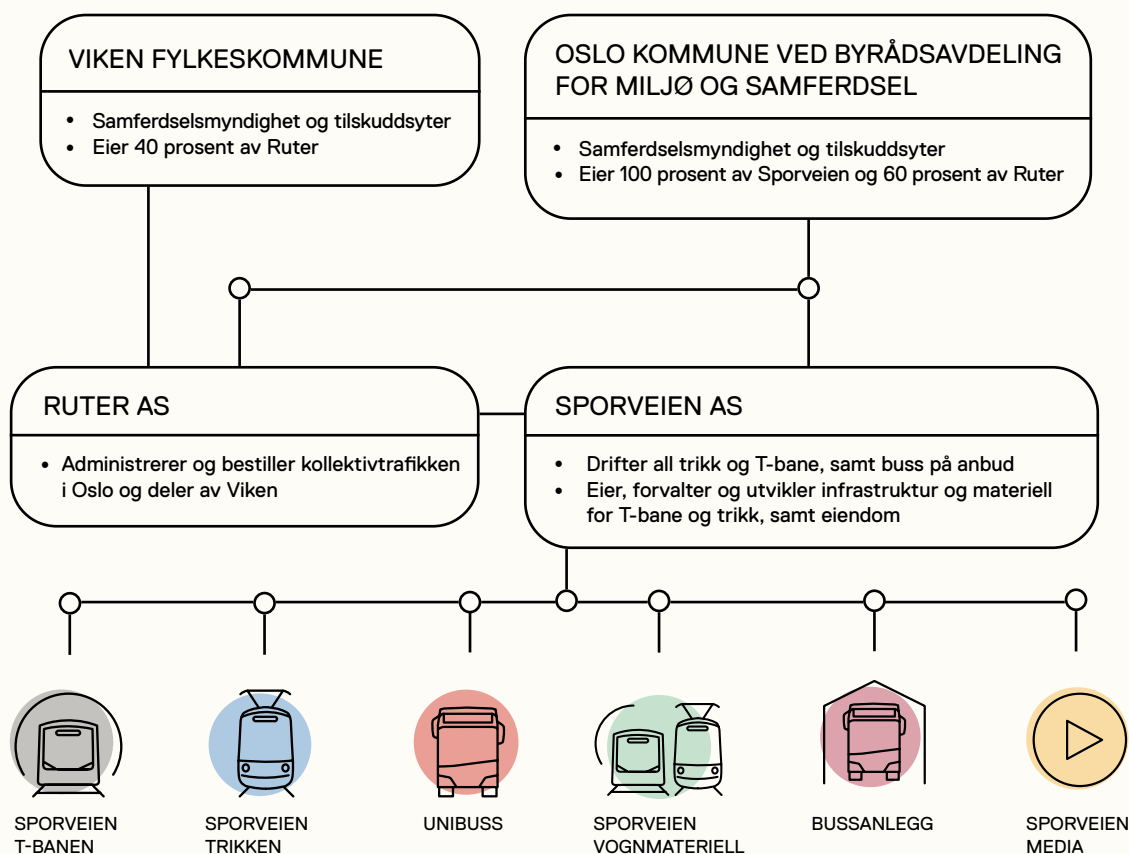 VIKEN FYLKESKOMMUNE
• Samferdselsmyndighet og tilskuddsyter
• Eier 40 prosent av Ruter
OSLO KOMMUNE VED BYRÅDSAVDELING
FOR MILJØ OG SAMFERDSEL
• Samferdselsmyndighet og tilskuddsyter
• Eier 100 prosent av Sporveien og 60 prosent av Ruter
RUTER AS
• Administrerer og bestiller kollektivtrafikken
i Oslo og deler av Viken
SPORVEIEN AS
• Drifter all trikk og T-bane, samt buss på anbud
• Eier, forvalter og utvikler infrastruktur og materiell
for T-bane og trikk, samt eiendom
SPORVEIEN
T-BANEN
SPORVEIEN
TRIKKEN
UNIBUSS
SPORVEIEN
VOGNMATERIELL
BUSSANLEGG
SPORVEIEN
MEDIA